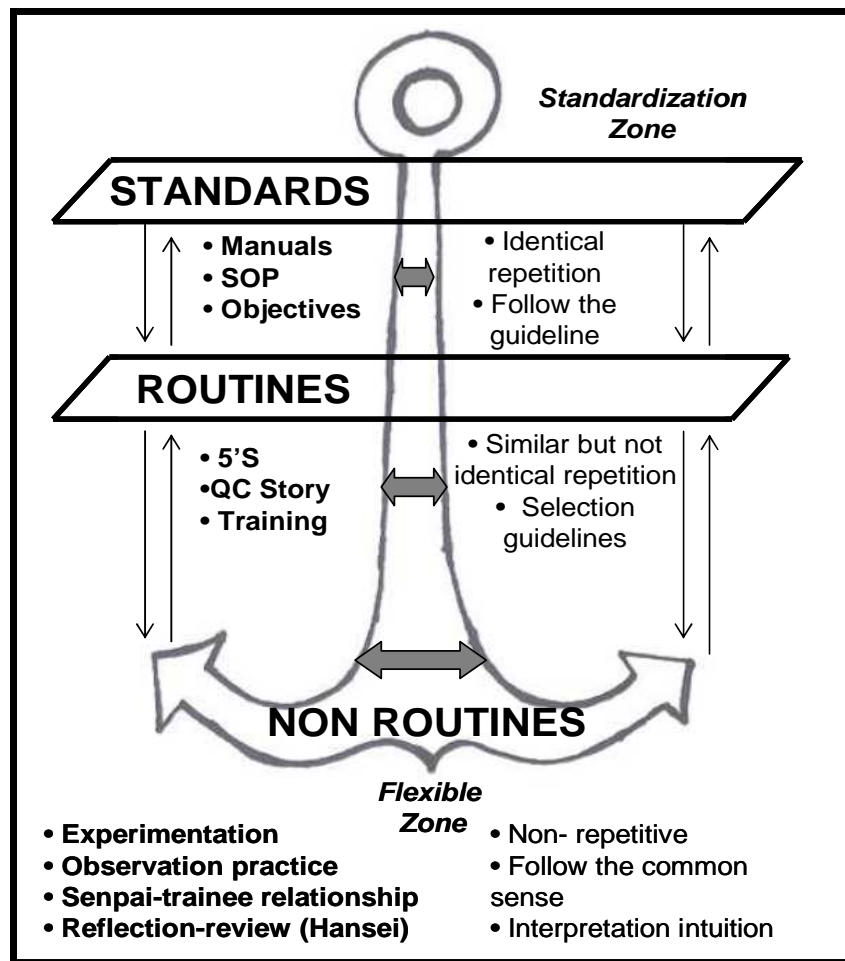 Standardization
Zone
STANDARDS
• Manuals
• SOP
• Objectives
• Identical
repetition
• Follow the
guideline
ROUTINES
• 5’S
•QC Story
• Training
• Similar but not
identical repetition
• Selection
guidelines
NON ROUTINES
Flexible
Zone
• Experimentation
• Observation practice
• Senpai-trainee relationship
• Reflection-review (Hansei)
• Non- repetitive
• Follow the common
sense
• Interpretation intuition